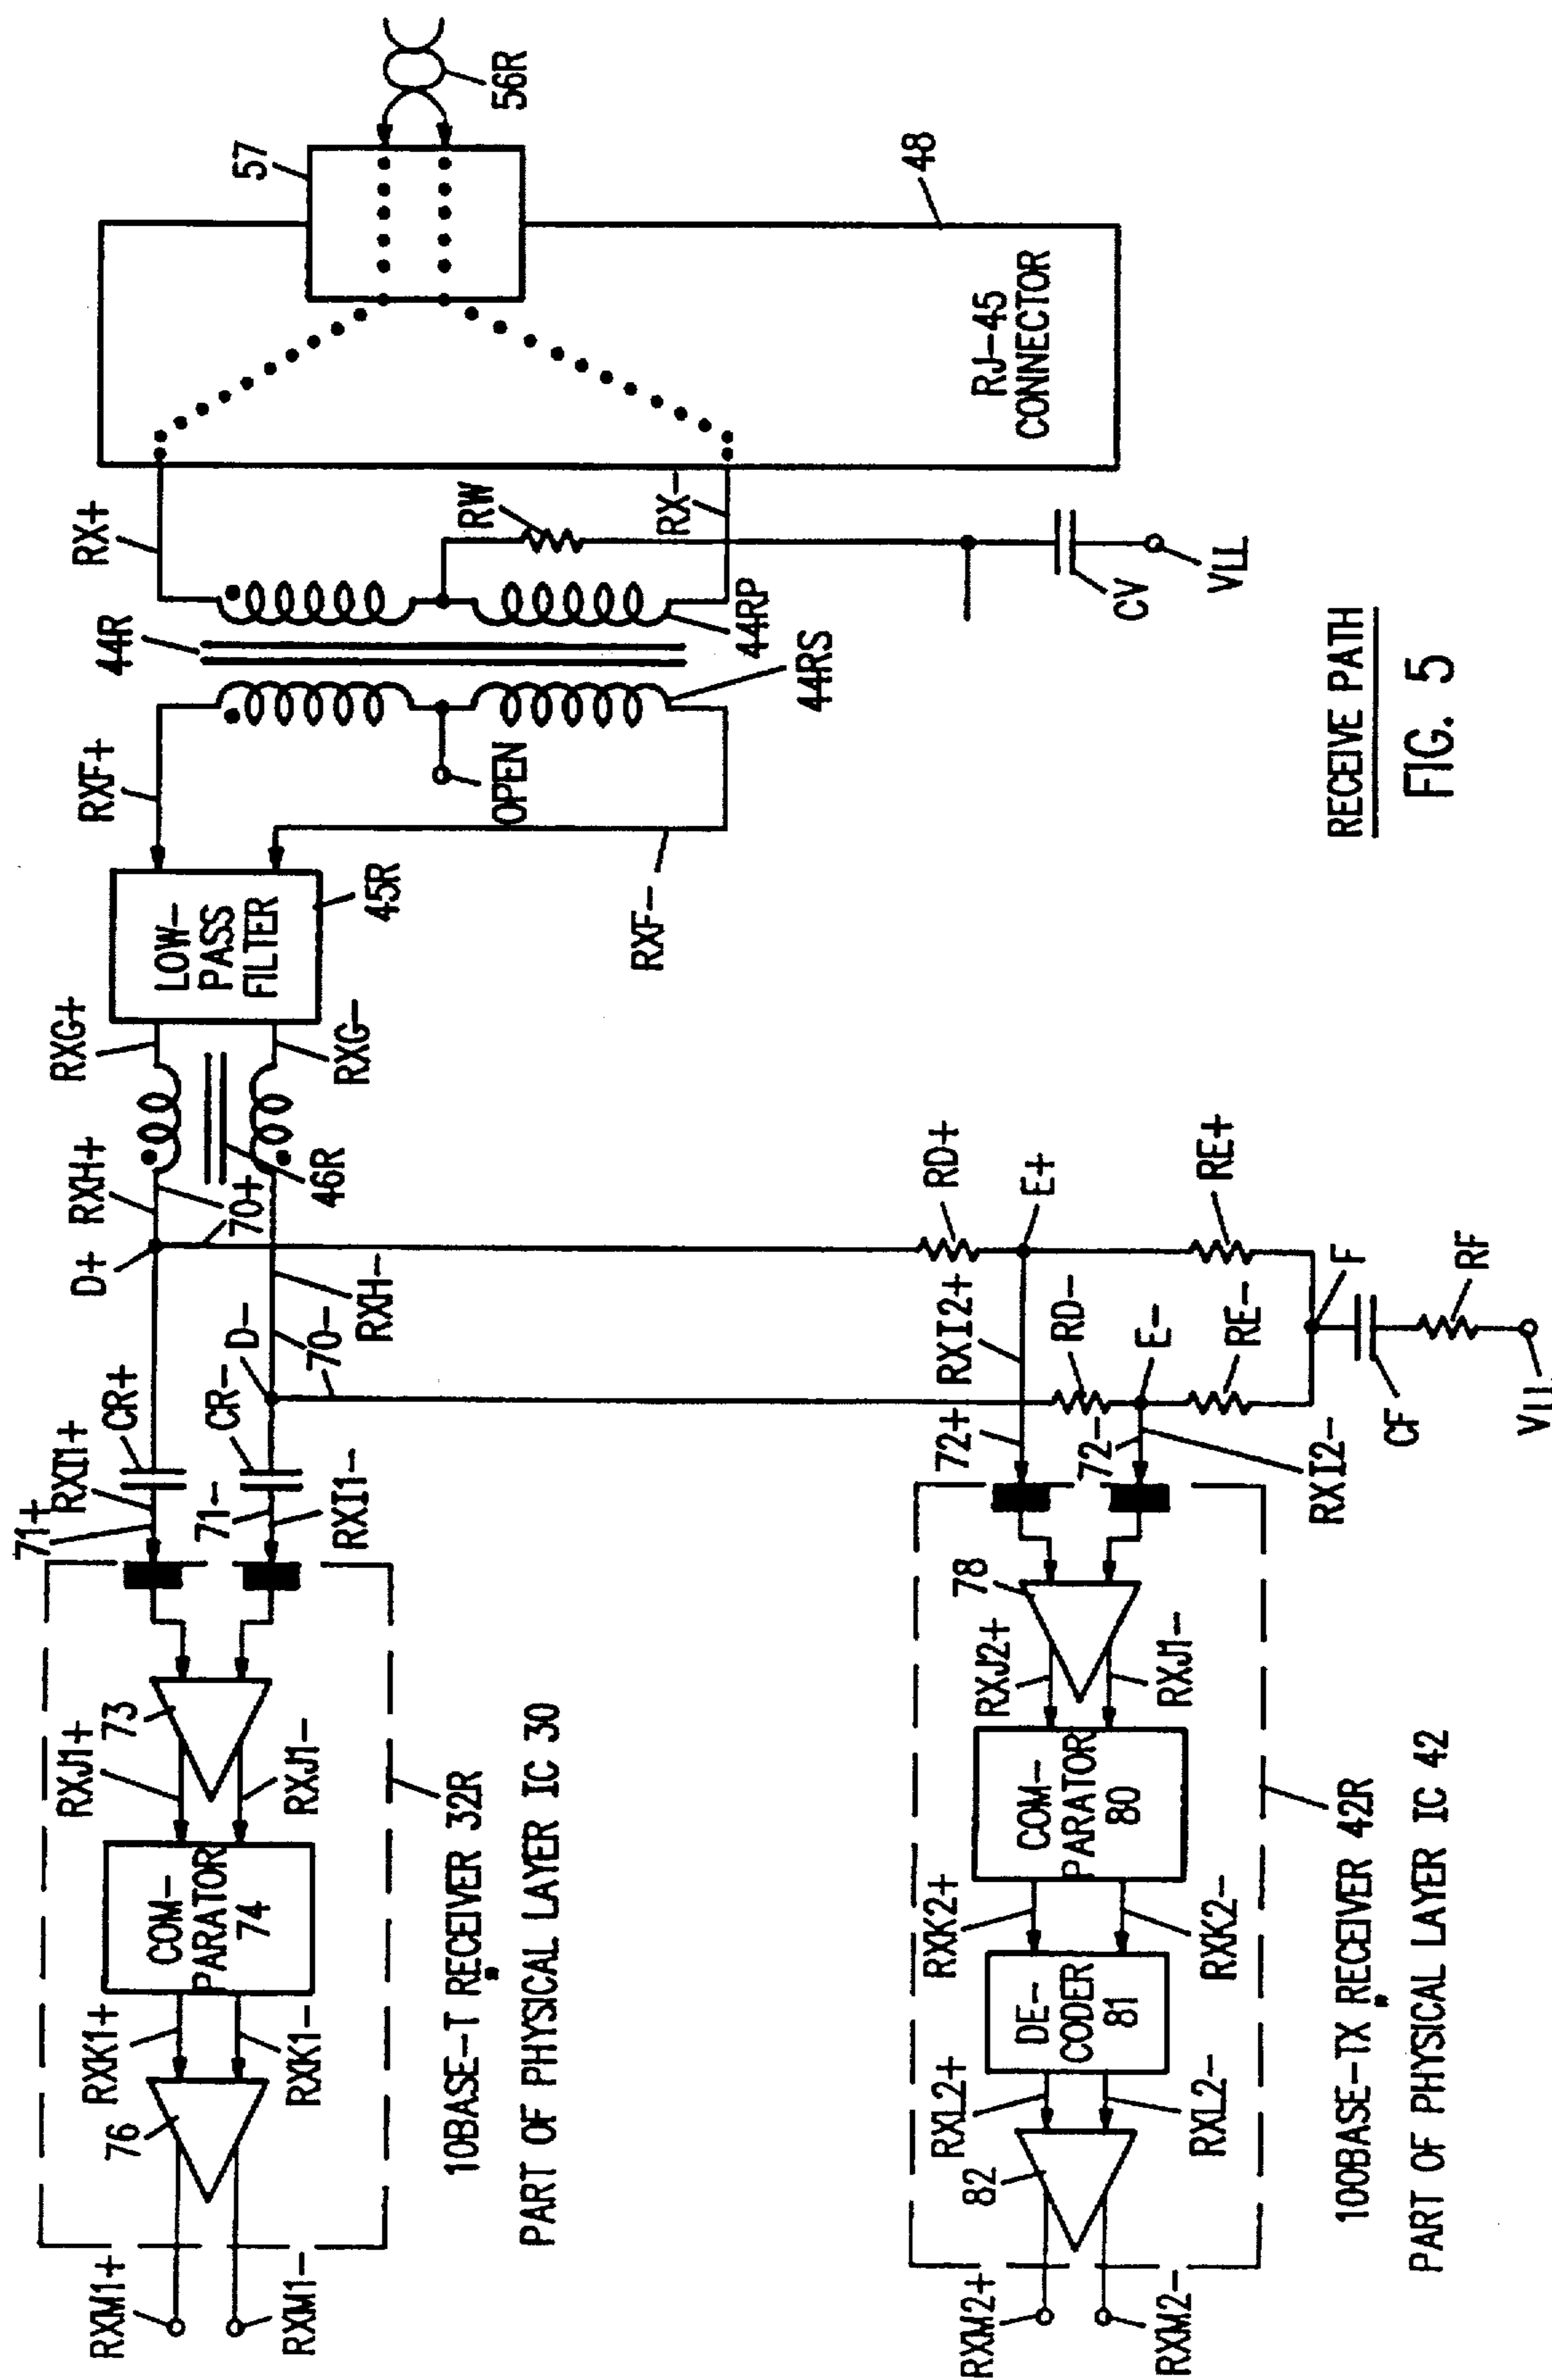 RXM1+
RXM1-
76
RXK1+
RXK1-
COM-
PARATOR
74
RXJ1+
RXJ1-
73
32R
10BASE-T RECEIVER 32R
PART OF PHYSICAL LAYER IC 30
71+
RXI1+
CR+
71-
RXI1-
CR-
D+
D-
RXH+
70+
RXH-
70-
46R
RXG+
RXG-
LOW-
PASS
FILTER
45R
RXF+
RXF-
OPEN
44R
44RS
44RP
RX+
RX-
RW
CV
VLL
RJ-45
CONNECTOR
48
57
56R
RXM2+
RXM2-
82
RXL2+
RXL2-
DE-
CODER
81
RXK2+
RXK2-
COM-
PARATOR
80
RXJ2+
RXJ1-
78
42R
100BASE-TX RECEIVER 42R
PART OF PHYSICAL LAYER IC 42
72+
RXI2+
72-
RXI2-
RD+
RD-
E+
E-
RE+
RE-
F
CF
RF
VLL
RECEIVE PATH
FIG. 5